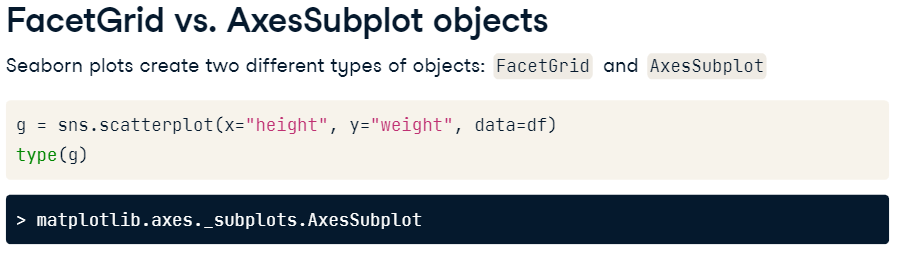 FacetGrid vs. AxesSubplot objects
Seaborn plots create two different types of objects: FacetGrid and AxesSubplot
g = sns.scatterplot(x="height", y="weight", data=df)
type(g)
> matplotlib.axes._subplots.AxesSubplot